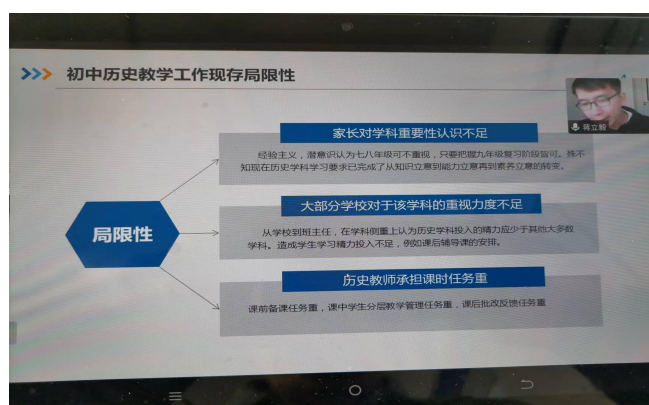 初中历史教学工作现存局限性
蒋立毅
家长对学科重要性认识不足
经验主义，潜意识认为七八年级可不重视，只要把握九年级复习阶段皆可。殊不
知现在历史学科学习要求已完成了从知识立意到能力立意再到素养立意的转变。
局限性
大部分学校对于该学科的重视力度不足
从学校到班主任，在学科侧重上认为历史学科投入的精力应少于其他大多数
学科。造成学生学习精力投入不足，例如课后辅导课的安排。
历史教师承担课时任务重
课前备课任务重，课中学生分层教学管理任务重，课后批改反馈任务重